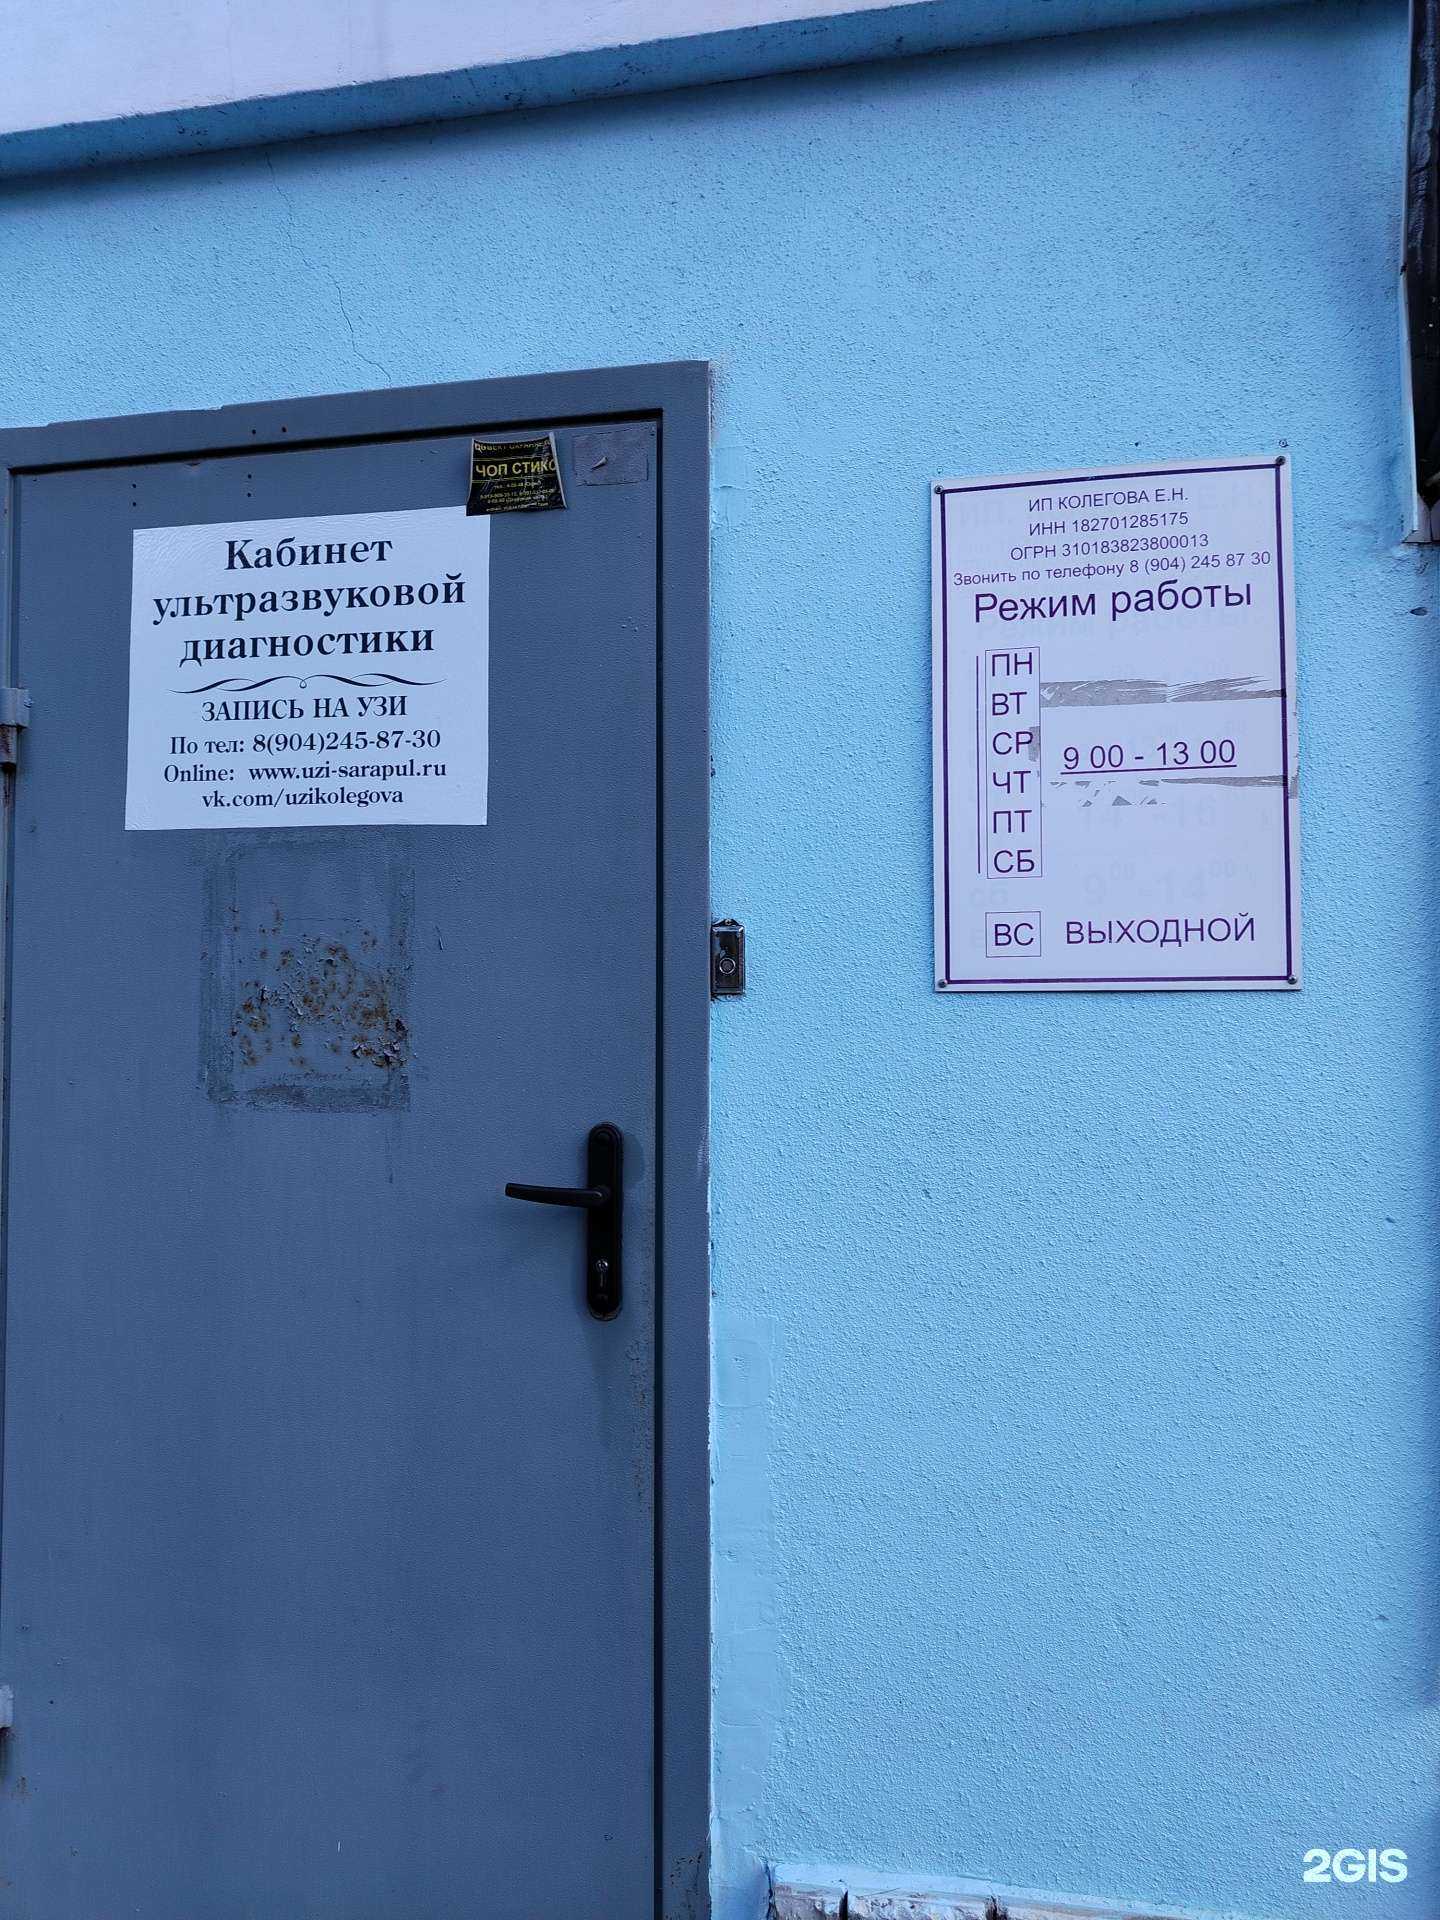 ЧОП СТИКС
Кабинет
ультразвуковой
диагностики
ЗАПИСЬ НА УЗИ
По тел: 8(904)245-87-30
Online: www.uzi-sarapul.ru
vk.com/uzikolegova
ИП КОЛЕГОВА Е.Н.
ИНН 182701285175
ОГРН 310183823800013
Звонить по телефону 8 (904) 245 87 30
Режим работы
ПН
ВТ
СР
9 00 - 13 00
ЧТ
ПТ
СБ
ВС ВЫХОДНОЙ
2GIS